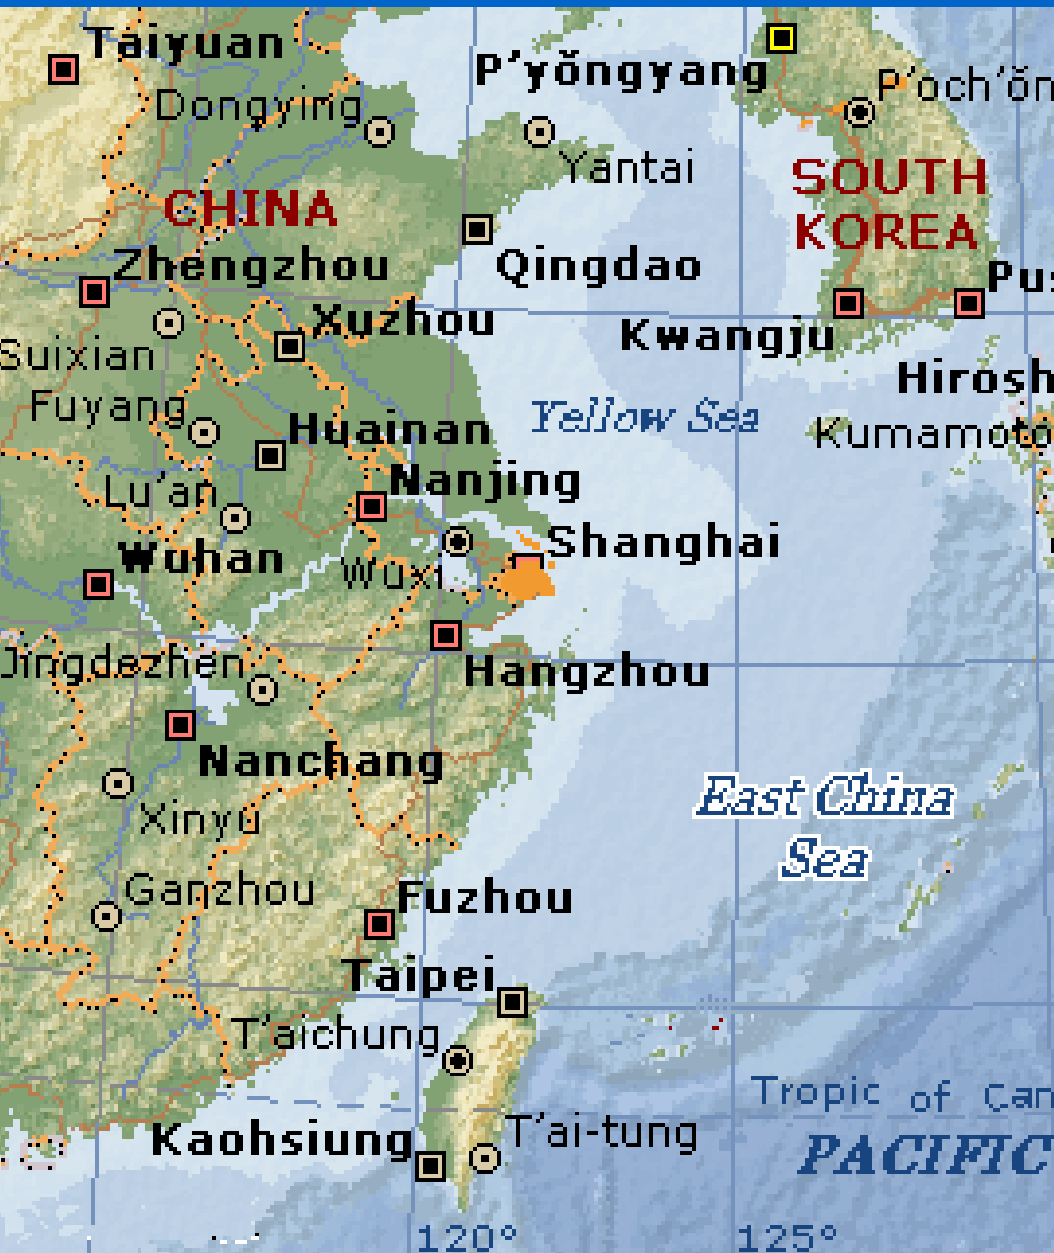 Taiyuan
P'yŏngyang
P'och'ŏn
Dongying
Yantai
SOUTH
KOREA
CHINA
Zhengzhou
Qingdao
Pus
Xuzhou
Kwangju
Suixian
Hirosh
Fuyang
Yellow Sea
Kumamoto
Huainan
Nanjing
Lu'an
Shanghai
Wuhan
Wuxi
Jingdezhen
Hangzhou
Nanchang
East China
Sea
Xinyu
Ganzhou
Fuzhou
Taipei
T'aichung
Tropic of Can
T'ai-tung
Kaohsiung
PACIFIC
120°
125°